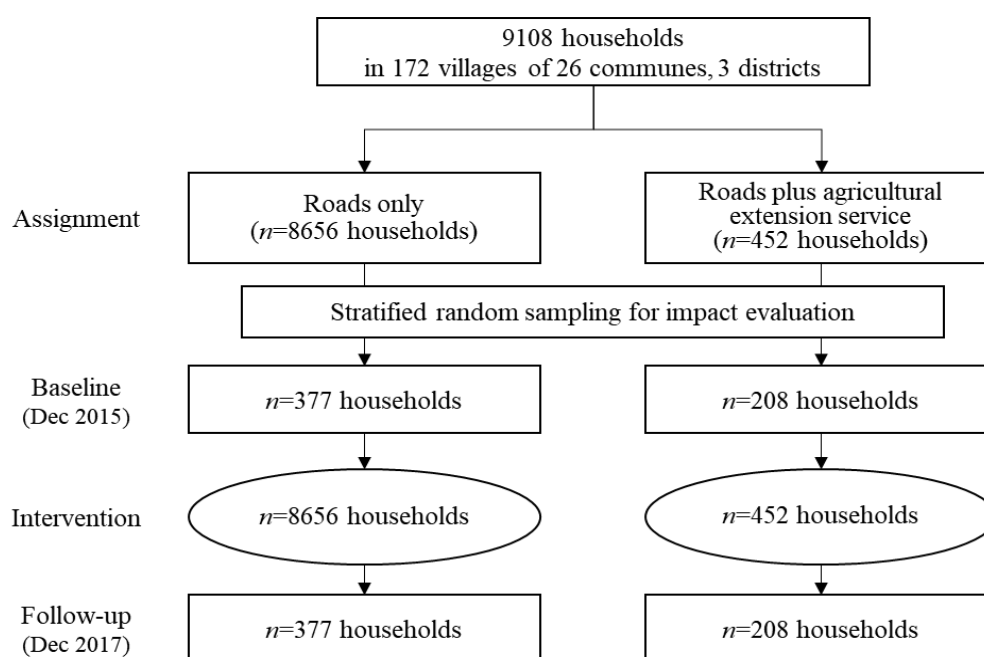 9108 households
in 172 villages of 26 communes, 3 districts
Assignment
Roads only
(n=8656 households)
Roads plus agricultural
extension service
(n=452 households)
Stratified random sampling for impact evaluation
Baseline
(Dec 2015)
n=377 households
n=208 households
Intervention
n=8656 households
n=452 households
Follow-up
(Dec 2017)
n=377 households
n=208 households